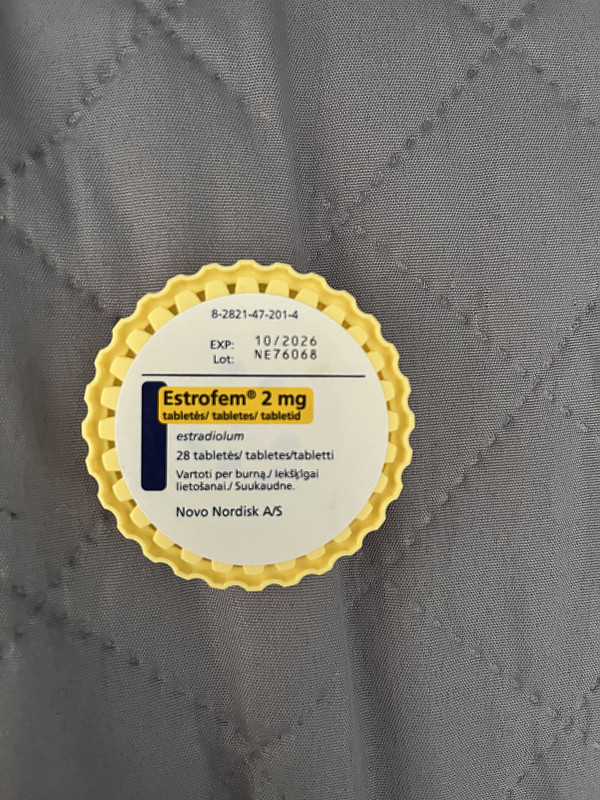 8-2821-47-201-4
EXP: 10/2026
Lot: NE76068
Estrofem® 2 mg
tabletės/ tabletes/ tabletid
estradiolum
28 tabletės/ tabletes/tabletti
Vartoti per burną./ Iekšķīgai
lietošanai./ Suukaudne.
Novo Nordisk A/S